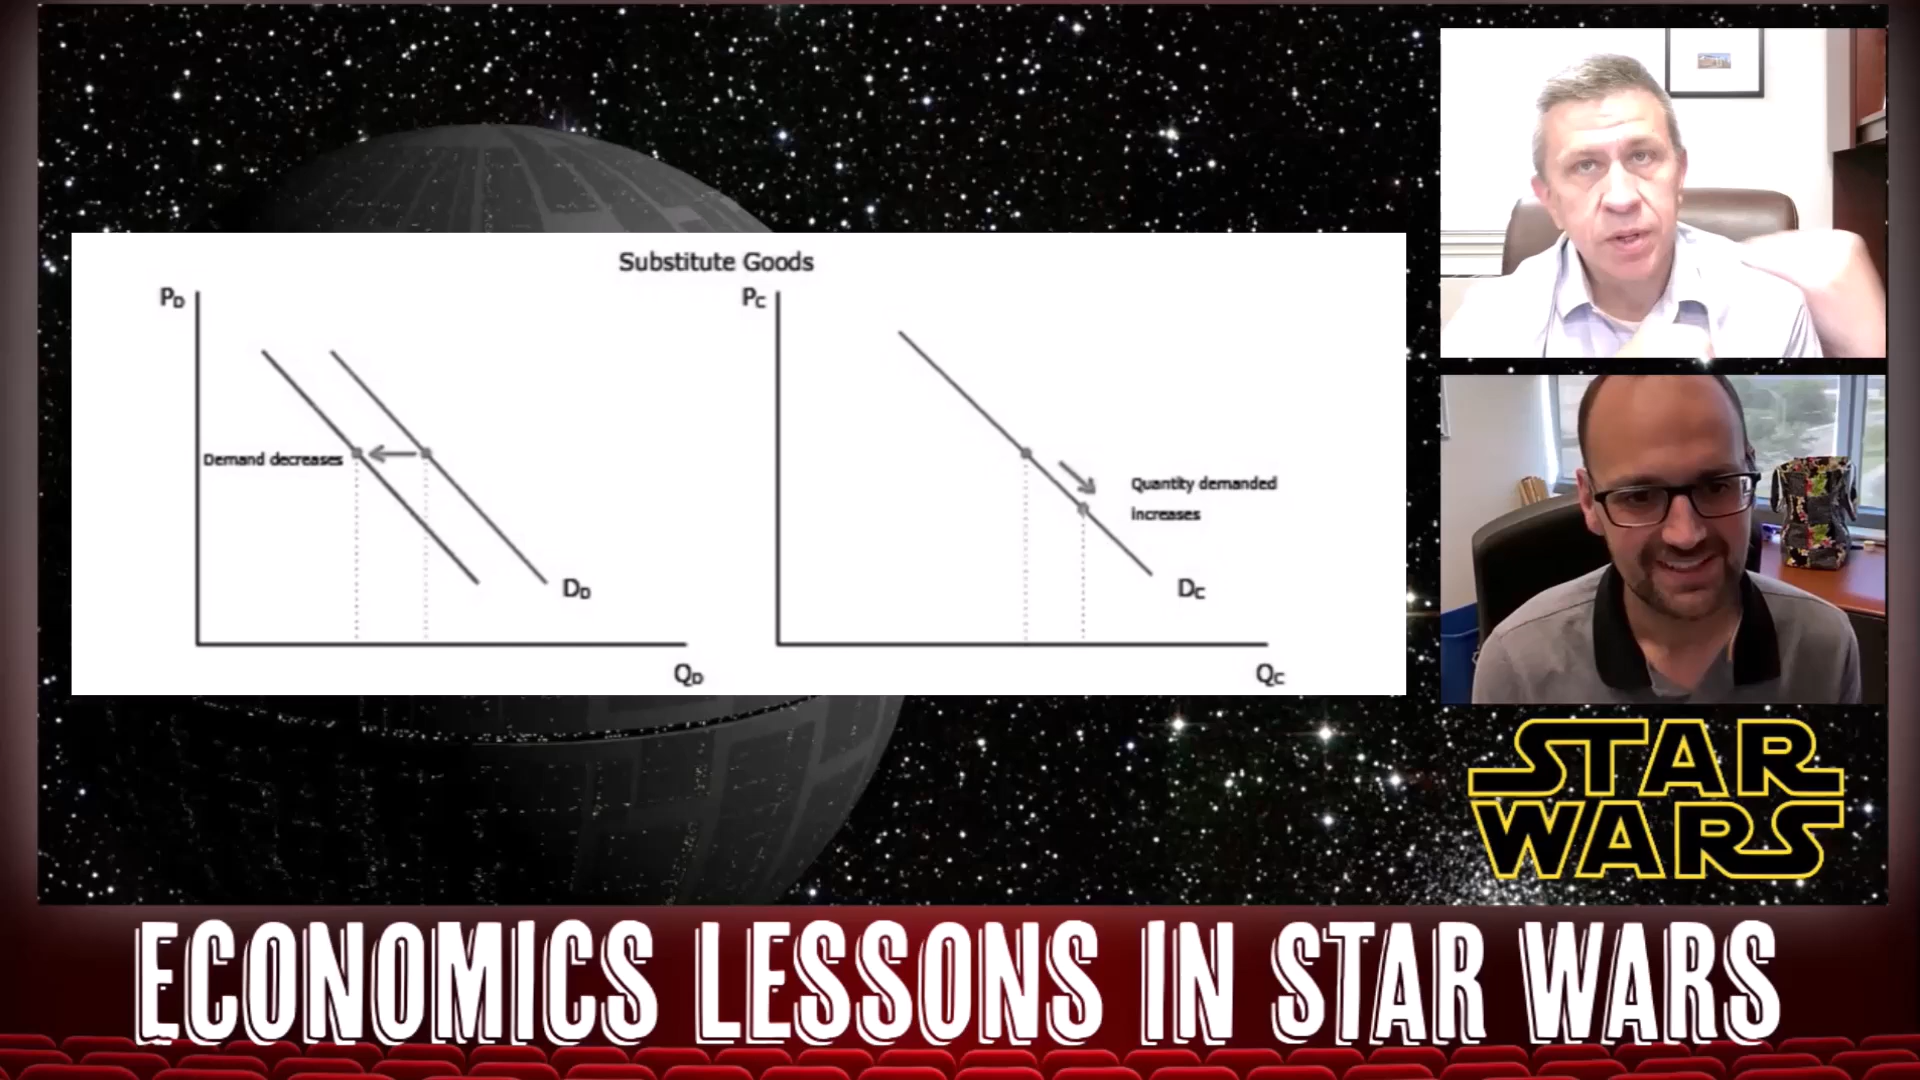 Substitute Goods
PD
Demand decreases
DD
QD
PC
Quantity demanded
increases
DC
QC
STAR
WARS
ECONOMICS LESSONS IN STAR WARS